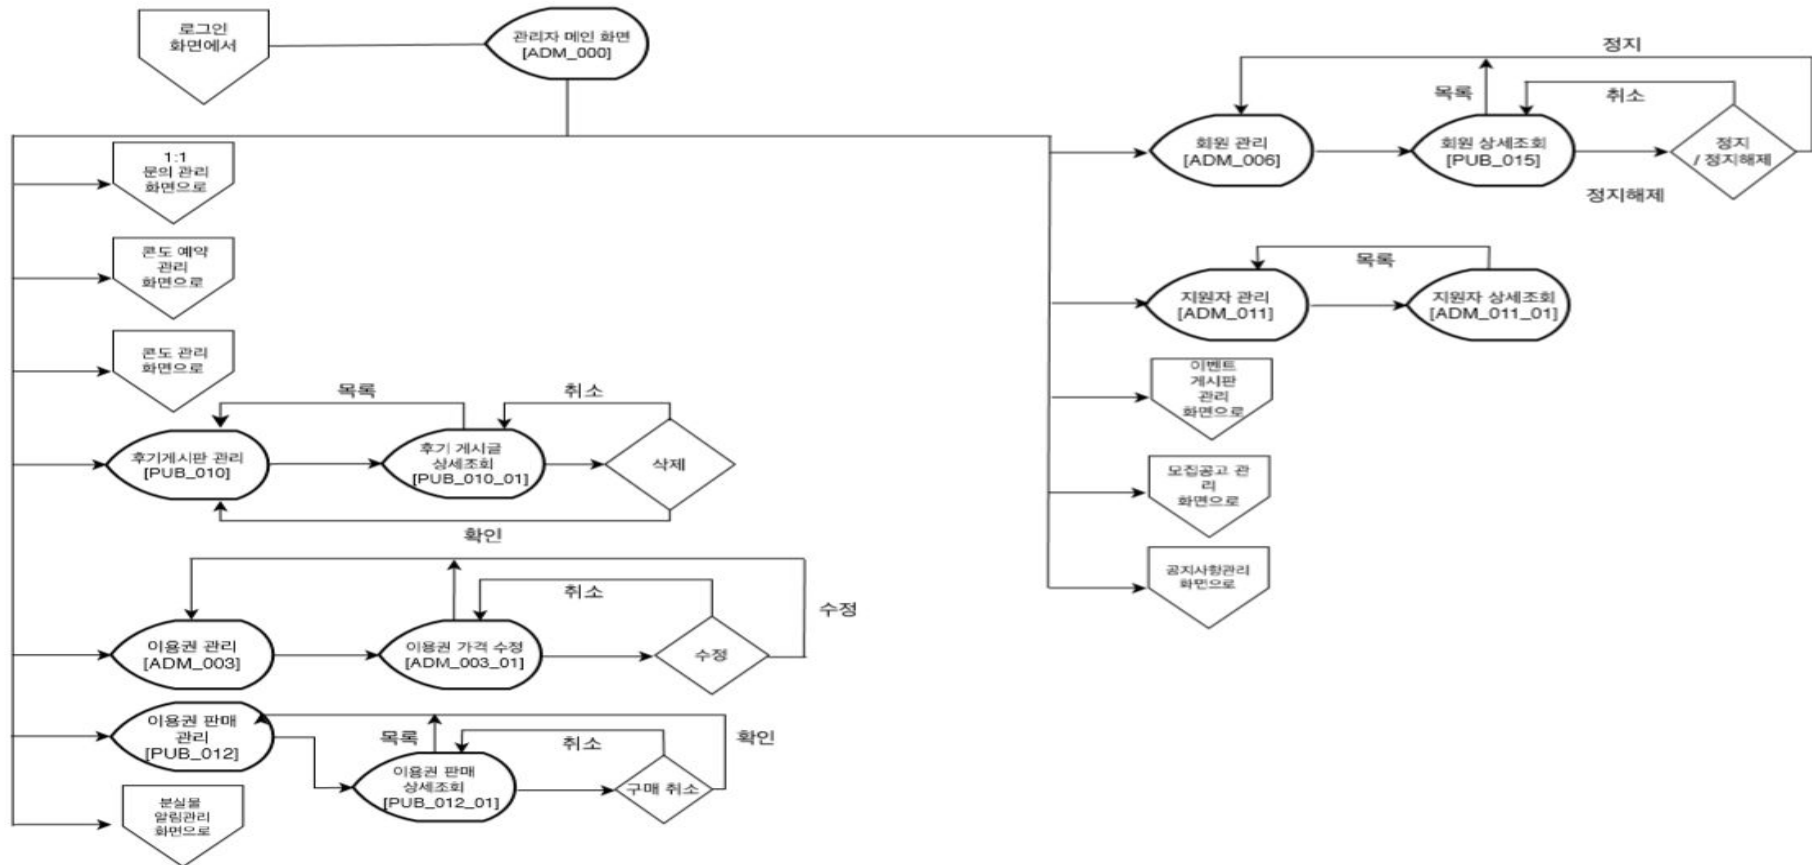 로그인
화면에서
관리자 메인 화면
[ADM_000]
1:1
문의 관리
화면으로
콘도 예약
관리
화면으로
콘도 관리
화면으로
목록
취소
후기게시판 관리
[PUB_010]
후기 게시글
상세조회
[PUB_010_01]
삭제
확인
취소
수정
이용권 관리
[ADM_003]
이용권 가격 수정
[ADM_003_01]
수정
이용권 판매
관리
[PUB_012]
목록
취소
확인
이용권 판매
상세조회
[PUB_012_01]
구매 취소
분실물
알림관리
화면으로
정지
목록
취소
회원 관리
[ADM_006]
회원 상세조회
[PUB_015]
정지
/ 정지해제
정지해제
목록
지원자 관리
[ADM_011]
지원자 상세조회
[ADM_011_01]
이벤트
게시판
관리
화면으로
모집공고 관
리
화면으로
공지사항관리
화면으로